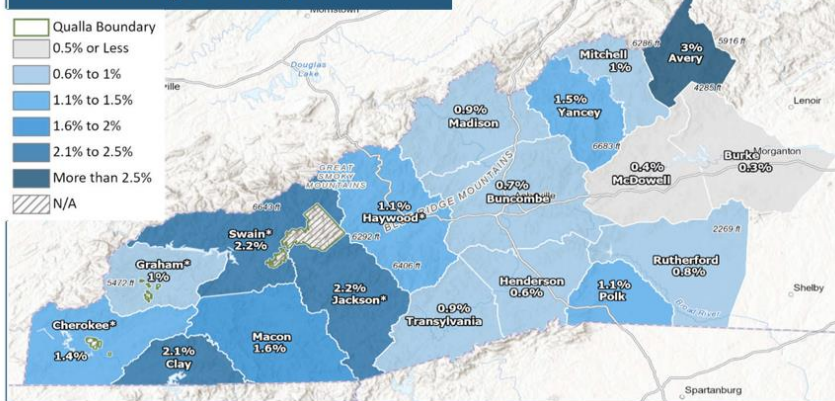 Morristown
Qualla Boundary
0.5% or Less
0.6% to 1%
1.1% to 1.5%
1.6% to 2%
2.1% to 2.5%
More than 2.5%
N/A
ville
Douglas
Lake
6286 ft
5916 ft
3%
Avery
Mitchell
1%
4285 ft
Lenoir
0.9%
Madison
1.5%
Yancey
6683 ft
Morganton
Burke
0.3%
0.4%
McDowell
GREAT
SMOKY
MOUNTAINS
BLUE RIDGE MOUNTAINS
0.7%
Buncombe
1.1%
Haywood*
6643 ft
Swain*
2.2%
6292 ft
6406 ft
2269 ft
Rutherford
0.8%
Graham*
1%
5472 ft
2.2%
Jackson*
Henderson
0.6%
1.1%
Polk
Shelby
0.9%
Transylvania
Broad River
Cherokee*
1.4%
Macon
1.6%
2.1%
Clay
Spartanburg